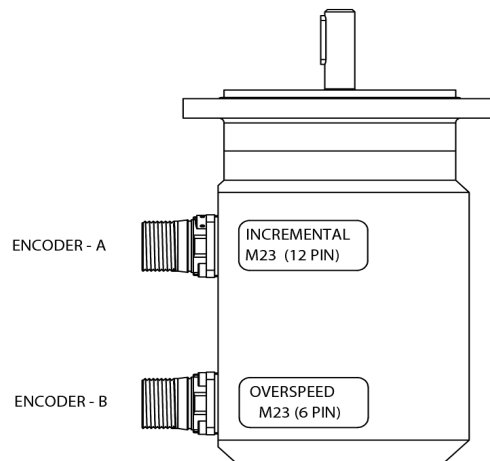 ENCODER - A
INCREMENTAL
M23 (12 PIN)
ENCODER - B
OVERSPEED
M23 (6 PIN)